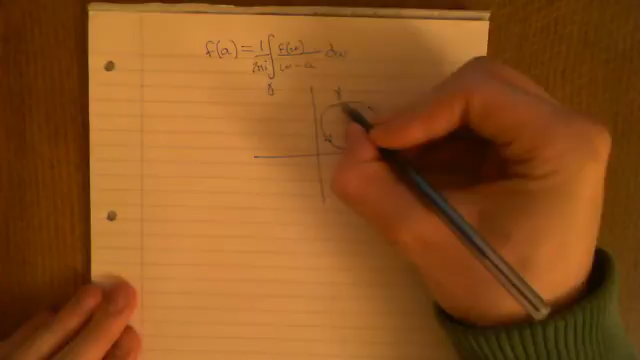 f(a) = 1/2πi ∫γ f(w)/w-a dw
γ